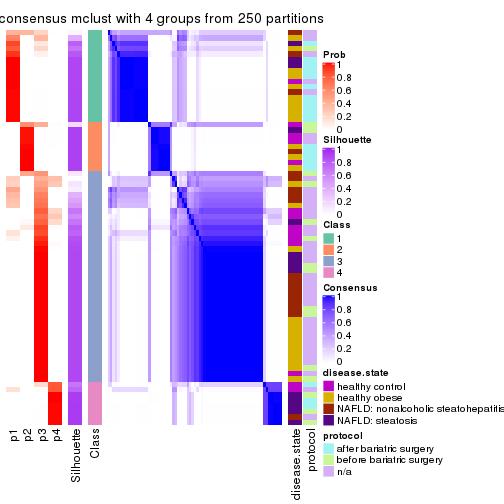 consensus mclust with 4 groups from 250 partitions
Prob
1
0.8
0.6
0.4
0.2
0
Silhouette
1
0.8
0.6
0.4
0.2
0
Class
1
2
3
4
Consensus
1
0.8
0.6
0.4
0.2
0
disease.state
healthy control
healthy obese
NAFLD: nonalcoholic steatohepatitis
NAFLD: steatosis
protocol
after bariatric surgery
before bariatric surgery
n/a
p1
p2
p3
p4
Silhouette
Class
disease.state
protocol